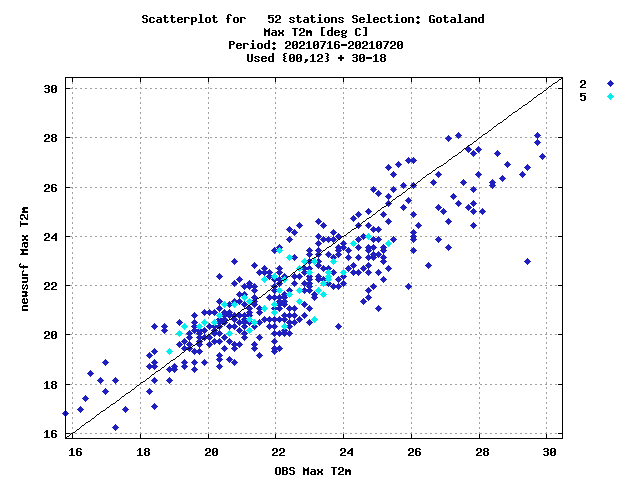 Scatterplot for   52 stations Selection: Gotaland
Max T2m [deg C]
Period: 20210716-20210720
Used {00,12} + 30-18
2
5
30
28
26
24
22
20
18
16
newsurf Max T2m
16 18 20 22 24 26 28 30
OBS Max T2m